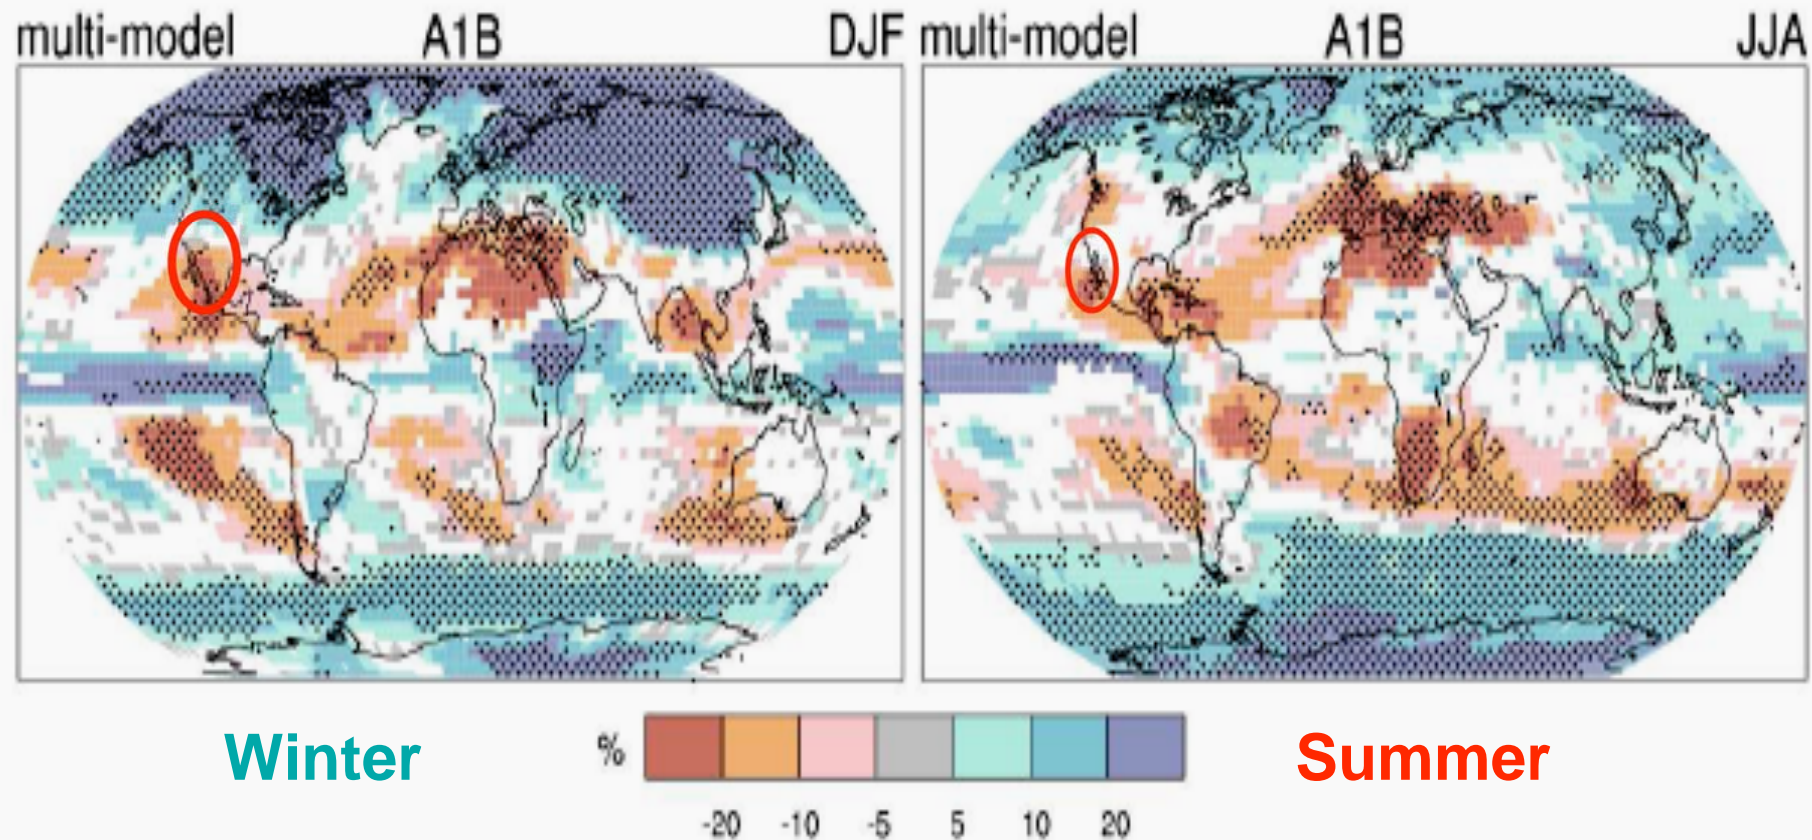 multi-model A1B DJF
multi-model A1B JJA
Winter
%
Summer
-20 -10 -5 5 10 20